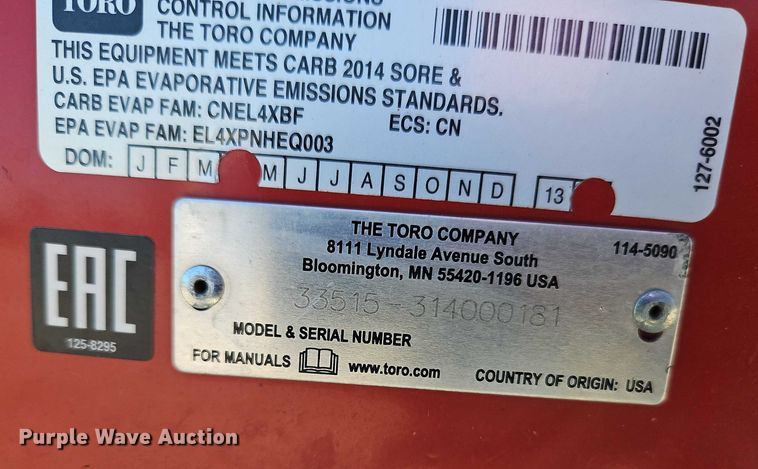 TORO
CONTROL INFORMATION
THE TORO COMPANY
THIS EQUIPMENT MEETS CARB 2014 SORE &
U.S. EPA EVAPORATIVE EMISSIONS STANDARDS.
CARB EVAP FAM: CNEL4XBF ECS: CN
EPA EVAP FAM: EL4XPNHEQ003
DOM: J F M M J J A S O N D 13
127-6002
THE TORO COMPANY 114-5090
8111 Lyndale Avenue South
Bloomington, MN 55420-1196 USA
33515-314000181
MODEL & SERIAL NUMBER
FOR MANUALS www.toro.com
COUNTRY OF ORIGIN: USA
EAC
125-8295
Purple Wave Auction